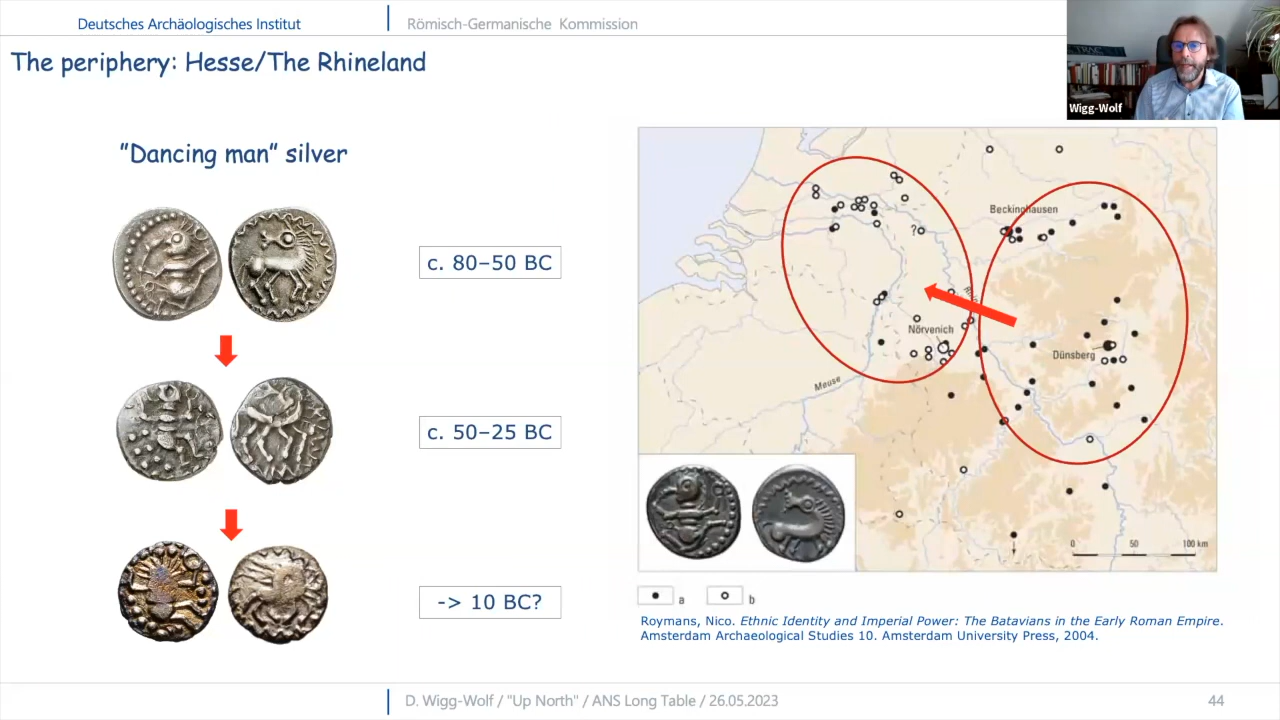 Deutsches Archäologisches Institut
Römisch-Germanische Kommission
The periphery: Hesse/The Rhineland
TRAC
Wigg-Wolf
"Dancing man" silver
c. 80–50 BC
c. 50–25 BC
-> 10 BC?
Beckinghausen
?
Nörvenich
Dünsberg
Meuse
0 50 100 km
a b
Roymans, Nico. Ethnic Identity and Imperial Power: The Batavians in the Early Roman Empire.
Amsterdam Archaeological Studies 10. Amsterdam University Press, 2004.
D. Wigg-Wolf / "Up North" / ANS Long Table / 26.05.2023
44